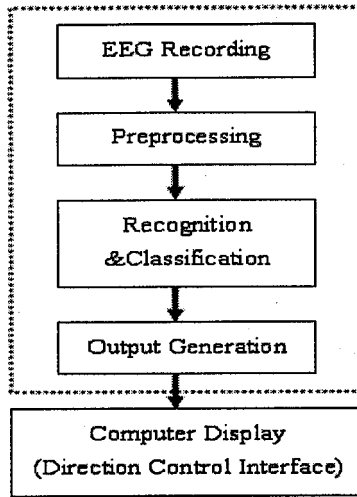 EEG Recording
Preprocessing
Recognition
&Classification
Output Generation
Computer Display
(Direction Control Interface)